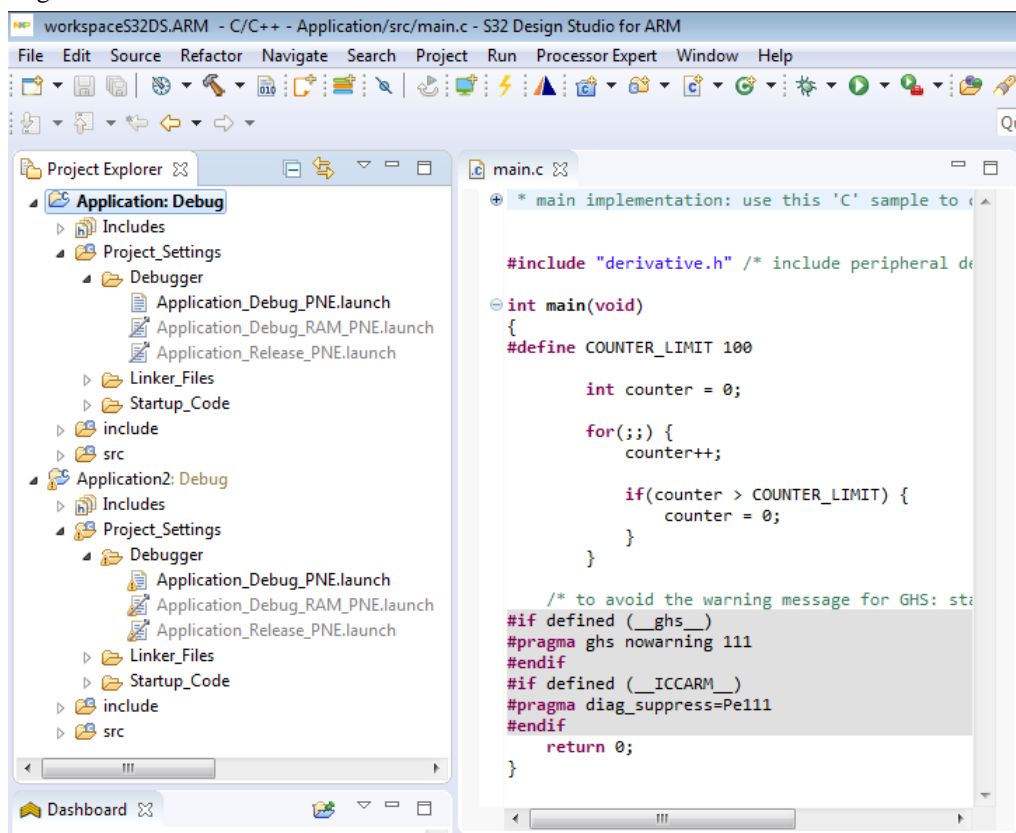 workspaceS32DS.ARM - C/C++ - Application/src/main.c - S32 Design Studio for ARM
File Edit Source Refactor Navigate Search Project Run Processor Expert Window Help
Project Explorer
Application: Debug
Includes
Project_Settings
Debugger
Application_Debug_PNE.launch
Application_Debug_RAM_PNE.launch
Application_Release_PNE.launch
Linker_Files
Startup_Code
include
src
Application2: Debug
Includes
Project_Settings
Debugger
Application_Debug_PNE.launch
Application_Debug_RAM_PNE.launch
Application_Release_PNE.launch
Linker_Files
Startup_Code
include
src
Dashboard
main.c
* main implementation: use this 'C' sample to
#include "derivative.h" /* include peripheral de
int main(void)
{
#define COUNTER_LIMIT 100
int counter = 0;
for(;;) {
counter++;
if(counter > COUNTER_LIMIT) {
counter = 0;
}
}
/* to avoid the warning message for GHS: sta
#if defined (__ghs__)
#pragma ghs nowarning 111
#endif
#if defined (__ICCARM__)
#pragma diag_suppress=Pe111
#endif
return 0;
}